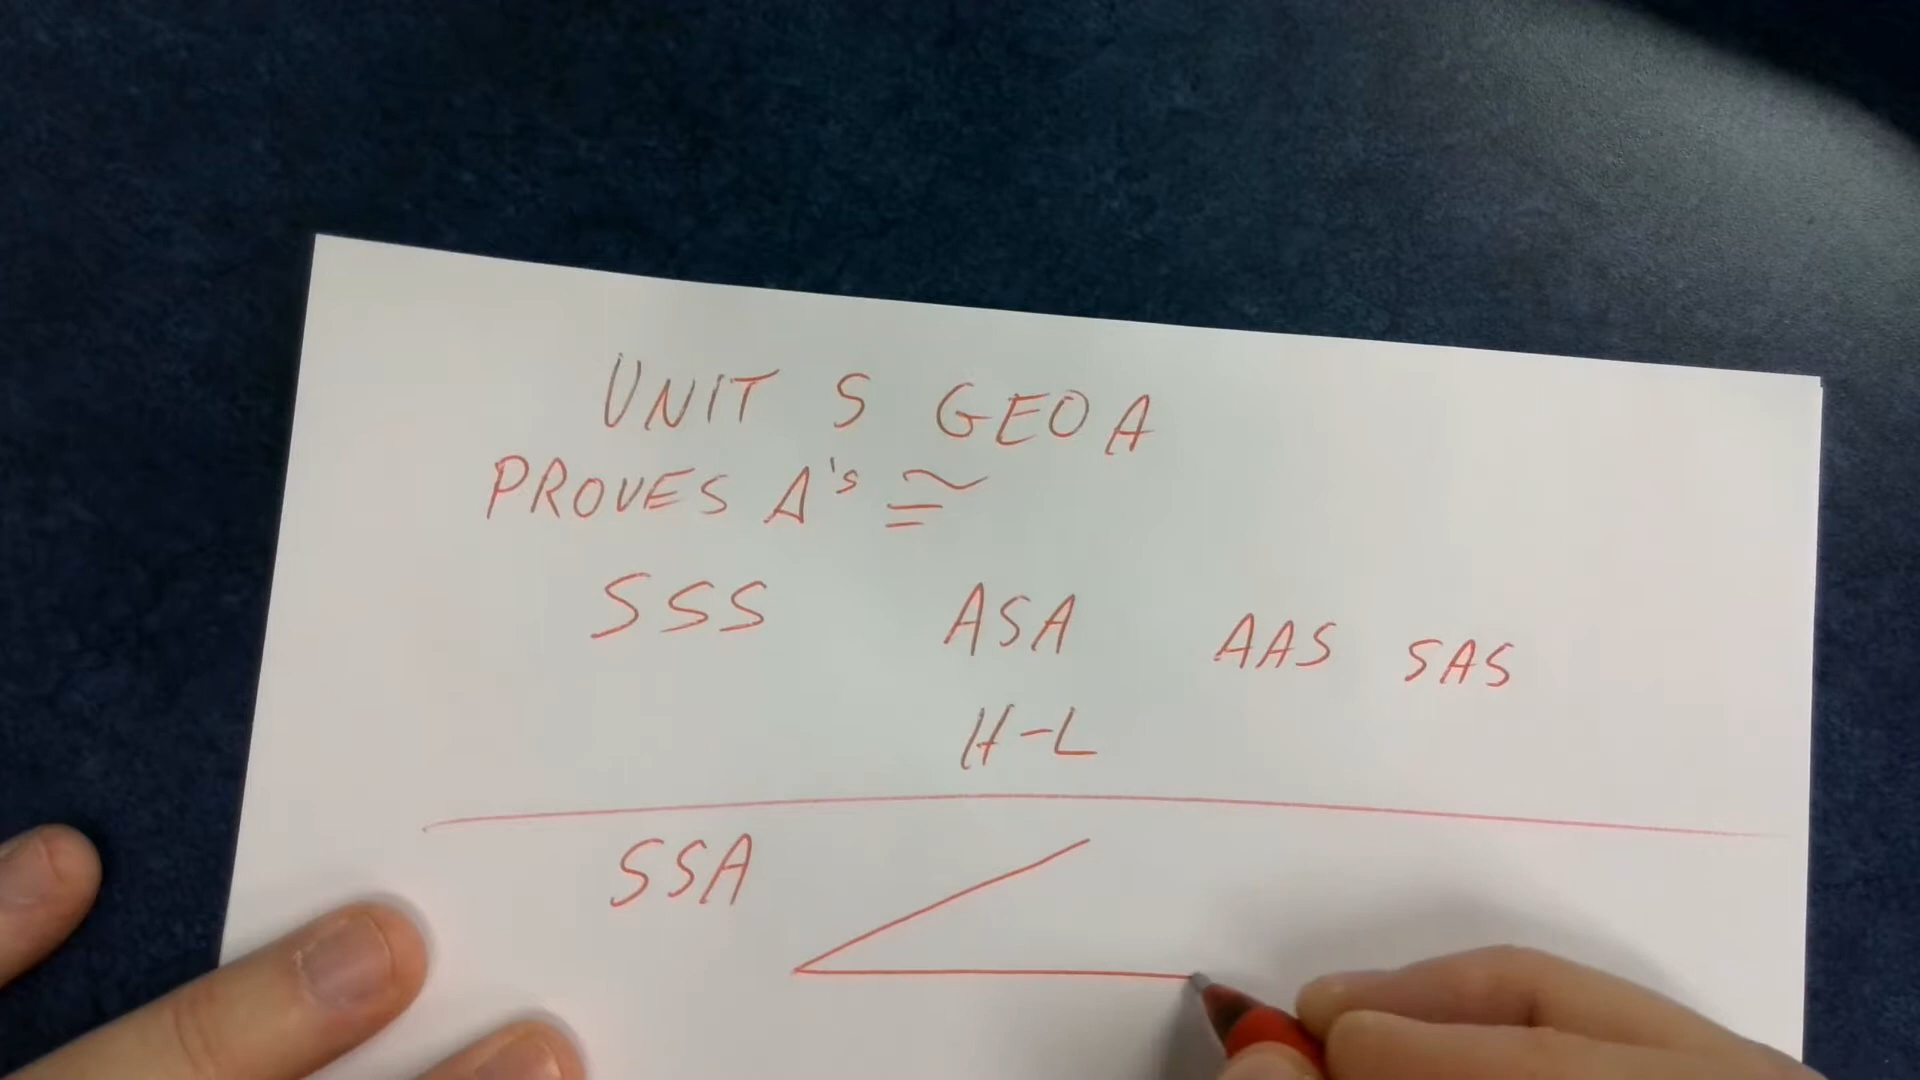 UNIT 5 GEO A
PROVES Δ's ≅
SSS ASA AAS SAS
H-L
SSA